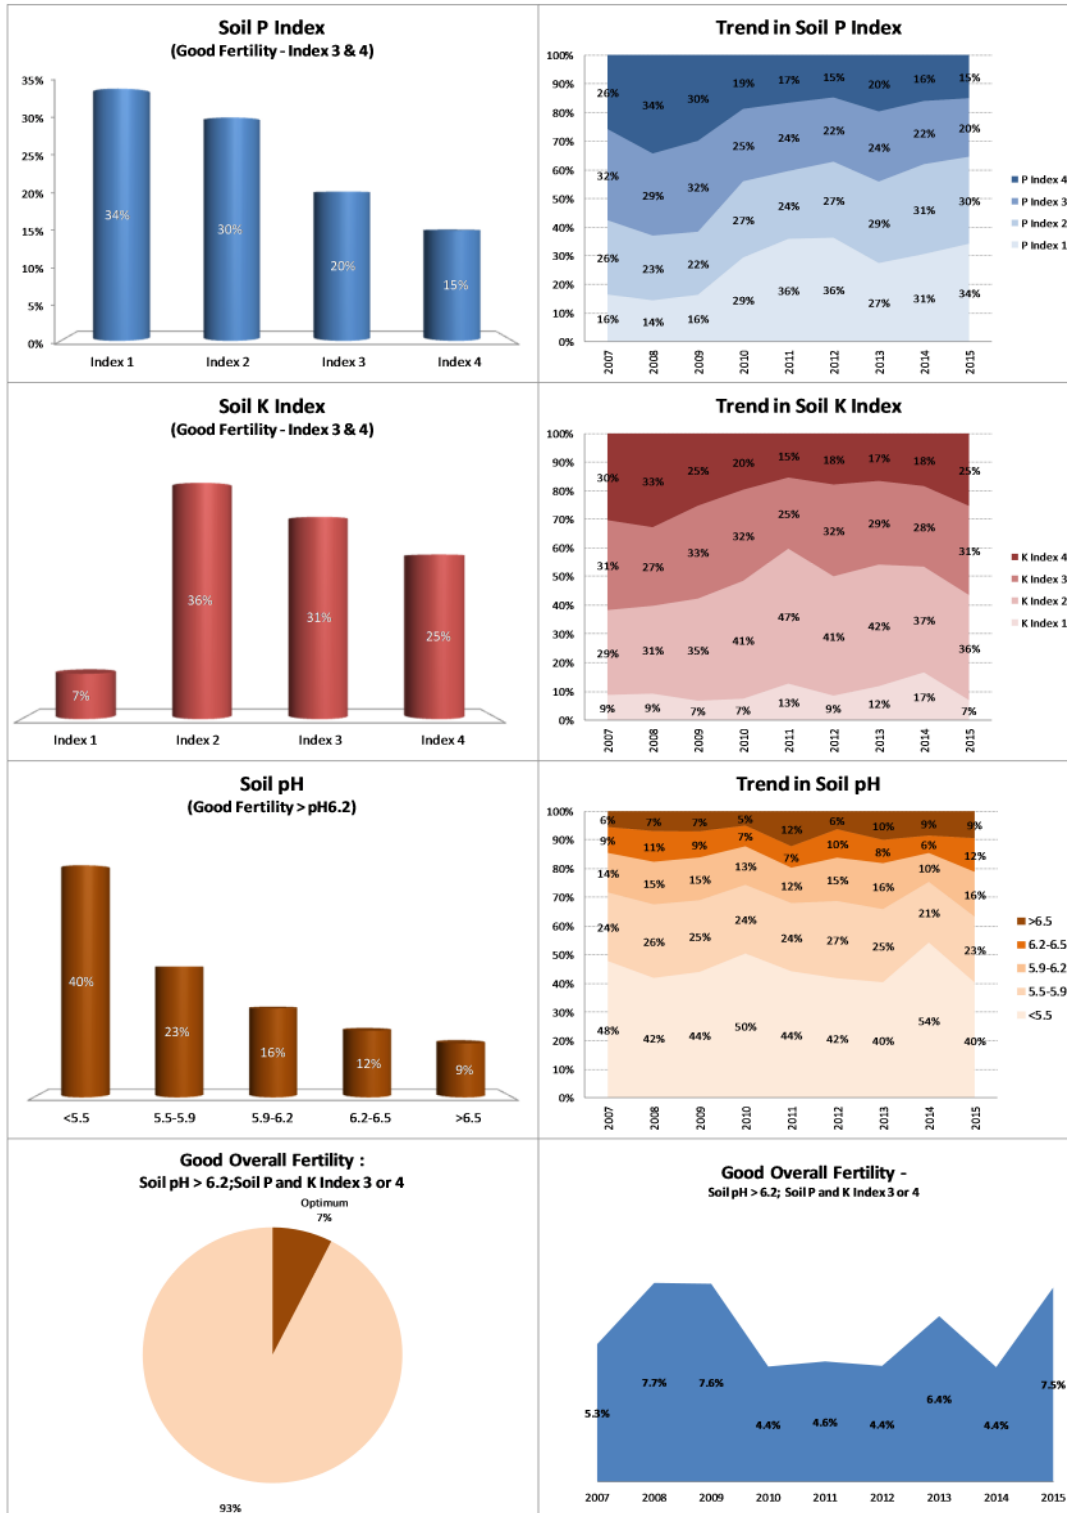 Soil P Index
(Good Fertility - Index 3 & 4)
35%
30%
25%
20%
15%
10%
5%
0%
34%
30%
20%
15%
Index 1 Index 2 Index 3 Index 4
Trend in Soil P Index
100%
90%
80%
70%
60%
50%
40%
30%
20%
10%
0%
26% 34% 30% 19% 17% 15% 20% 16% 15%
32% 29% 32% 25% 24% 22% 24% 22% 20%
26% 23% 22% 27% 24% 27% 29% 31% 30%
16% 14% 16% 29% 36% 36% 27% 31% 34%
2007 2008 2009 2010 2011 2012 2013 2014 2015
P Index 4
P Index 3
P Index 2
P Index 1
Soil K Index
(Good Fertility - Index 3 & 4)
7%
36%
31%
25%
Index 1 Index 2 Index 3 Index 4
Trend in Soil K Index
100%
90%
80%
70%
60%
50%
40%
30%
20%
10%
0%
30% 33% 25% 20% 15% 18% 17% 18% 25%
31% 27% 33% 32% 25% 32% 29% 28% 31%
29% 31% 35% 41% 47% 41% 42% 37% 36%
9% 9% 7% 7% 13% 9% 12% 17% 7%
2007 2008 2009 2010 2011 2012 2013 2014 2015
K Index 4
K Index 3
K Index 2
K Index 1
Soil pH
(Good Fertility > pH6.2)
40%
23%
16%
12%
9%
<5.5 5.5-5.9 5.9-6.2 6.2-6.5 >6.5
Trend in Soil pH
100%
90%
80%
70%
60%
50%
40%
30%
20%
10%
0%
6% 7% 7% 5% 12% 6% 10% 9% 9%
9% 11% 9% 7% 7% 10% 8% 6% 12%
14% 15% 15% 13% 12% 15% 16% 10% 16%
24% 26% 25% 24% 24% 27% 25% 21% 23%
48% 42% 44% 50% 44% 42% 40% 54% 40%
2007 2008 2009 2010 2011 2012 2013 2014 2015
>6.5
6.2-6.5
5.9-6.2
5.5-5.9
<5.5
Good Overall Fertility :
Soil pH > 6.2;Soil P and K Index 3 or 4
Optimum
7%
93%
Good Overall Fertility -
Soil pH > 6.2; Soil P and K Index 3 or 4
5.3% 7.7% 7.6% 4.4% 4.6% 4.4% 6.4% 4.4% 7.5%
2007 2008 2009 2010 2011 2012 2013 2014 2015